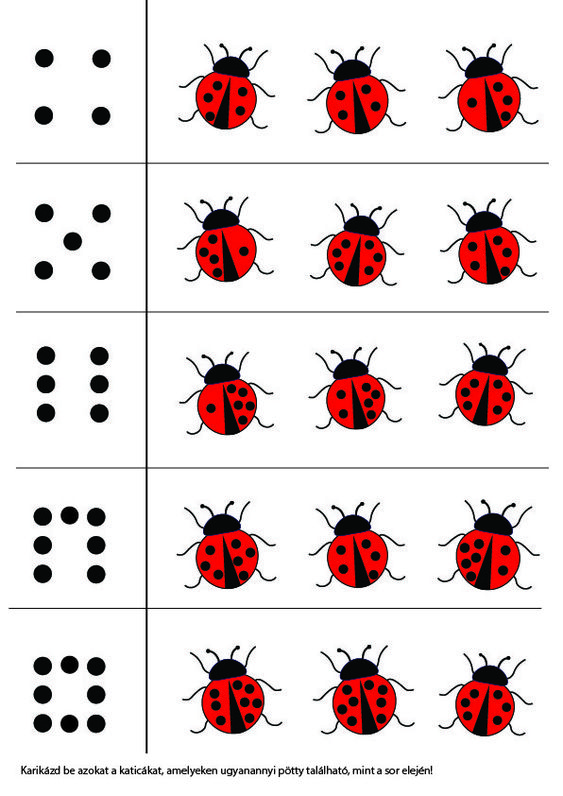 Karikázd be azokat a katicákat, amelyeken ugyanannyi pötty található, mint a sor elején!